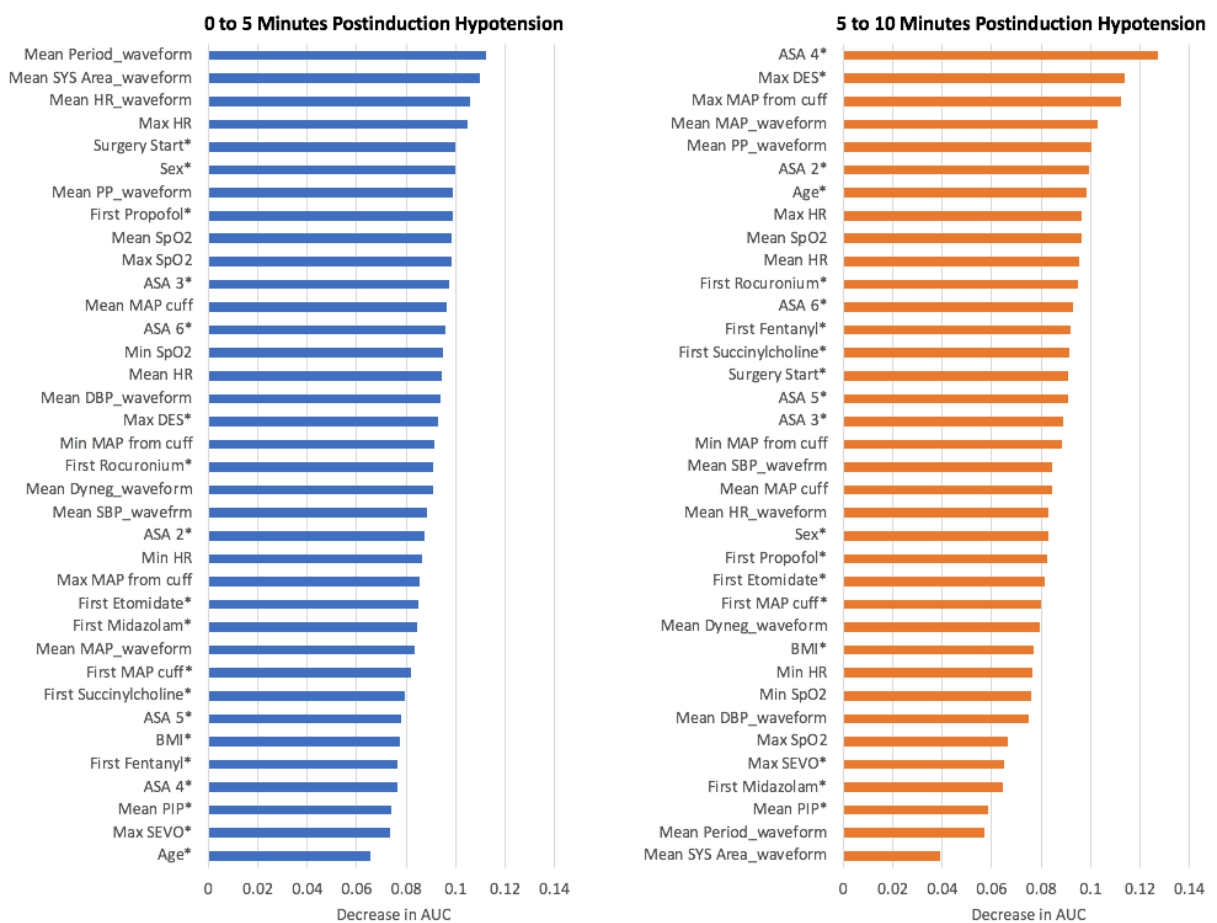 0 to 5 Minutes Postinduction Hypotension
Mean Period_waveform
Mean SYS Area_waveform
Mean HR_waveform
Max HR
Surgery Start*
Sex*
Mean PP_waveform
First Propofol*
Mean SpO2
Max SpO2
ASA 3*
Mean MAP cuff
ASA 6*
Min SpO2
Mean HR
Mean DBP_waveform
Max DES*
Min MAP from cuff
First Rocuronium*
Mean Dyneg_waveform
Mean SBP_wavefrm
ASA 2*
Min HR
Max MAP from cuff
First Etomidate*
First Midazolam*
Mean MAP_waveform
First MAP cuff*
First Succinylcholine*
ASA 5*
BMI*
First Fentanyl*
ASA 4*
Mean PIP*
Max SEVO*
Age*
0 0.02 0.04 0.06 0.08 0.1 0.12 0.14
Decrease in AUC
5 to 10 Minutes Postinduction Hypotension
ASA 4*
Max DES*
Max MAP from cuff
Mean MAP_waveform
Mean PP_waveform
ASA 2*
Age*
Max HR
Mean SpO2
Mean HR
First Rocuronium*
ASA 6*
First Fentanyl*
First Succinylcholine*
Surgery Start*
ASA 5*
ASA 3*
Min MAP from cuff
Mean SBP_wavefrm
Mean MAP cuff
Mean HR_waveform
Sex*
First Propofol*
First Etomidate*
First MAP cuff*
Mean Dyneg_waveform
BMI*
Min HR
Min SpO2
Mean DBP_waveform
Max SpO2
Max SEVO*
First Midazolam*
Mean PIP*
Mean Period_waveform
Mean SYS Area_waveform
0 0.02 0.04 0.06 0.08 0.1 0.12 0.14
Decrease in AUC